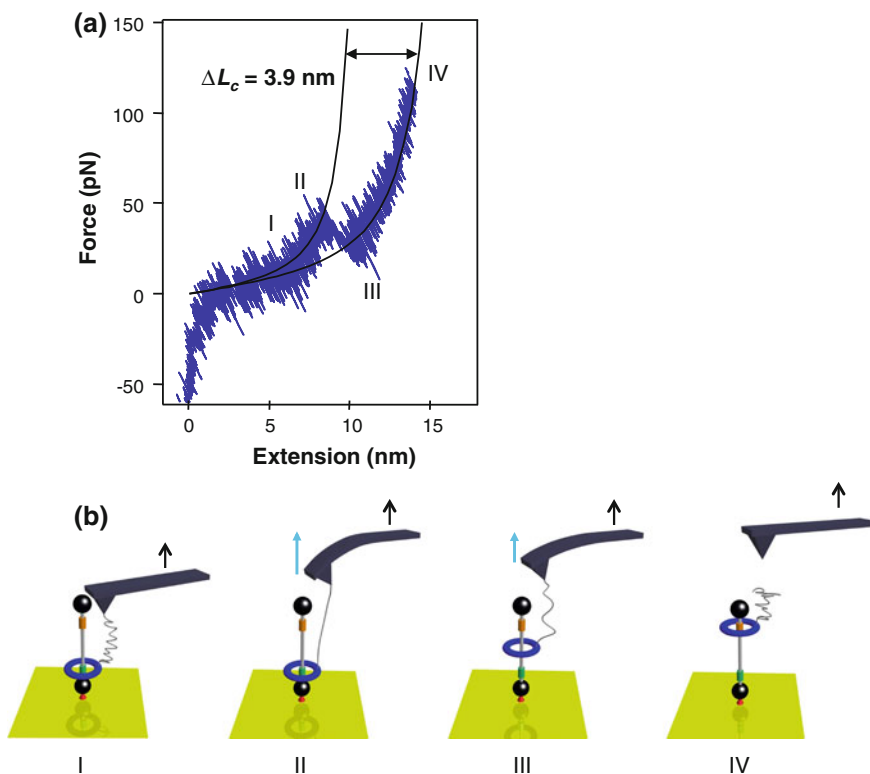 (a)
150
100
50
0
-50
Force (pN)
ΔLc = 3.9 nm
I
II
III
IV
0 5 10 15
Extension (nm)
(b)
I II III IV